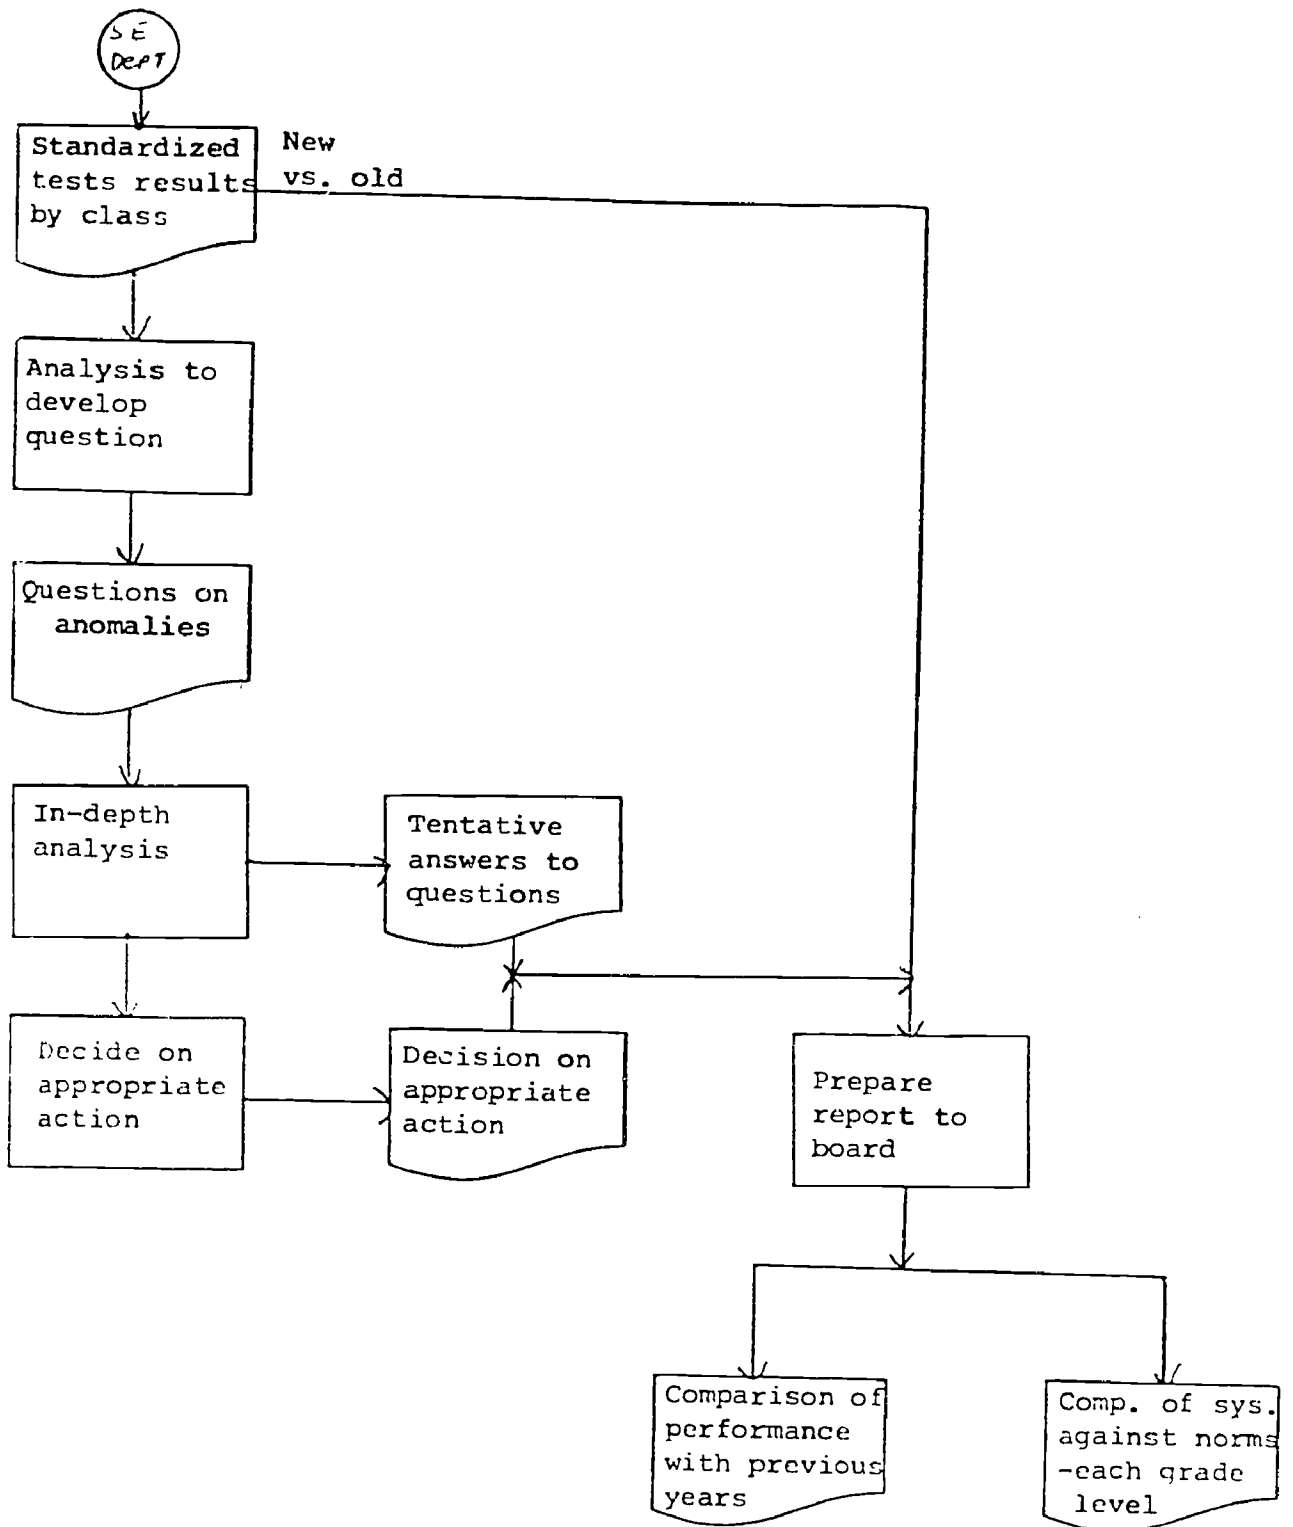 SE
DEPT
Standardized
tests results
by class
New
vs. old
Analysis to
develop
question
Questions on
anomalies
In-depth
analysis
Tentative
answers to
questions
Decide on
appropriate
action
Decision on
appropriate
action
Prepare
report to
board
Comparison of
performance
with previous
years
Comp. of sys.
against norms
-each grade
level